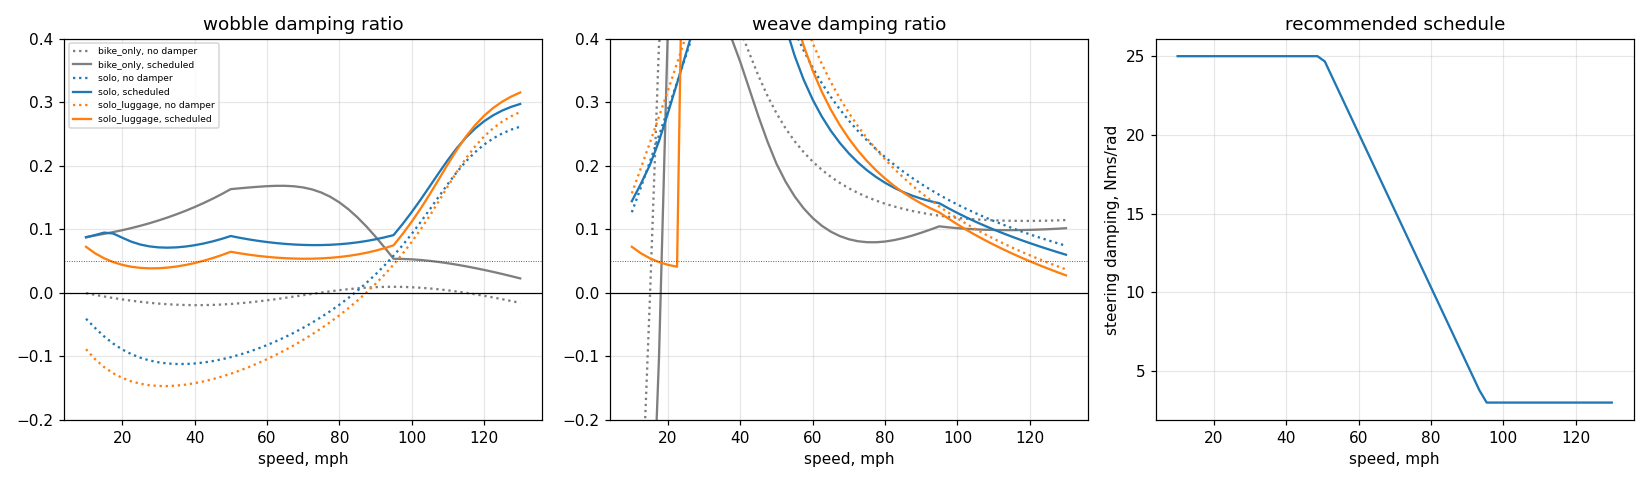 wobble damping ratio
0.4
0.3
0.2
0.1
0.0
−0.1
−0.2
20 40 60 80 100 120
speed, mph
bike_only, no damper
bike_only, scheduled
solo, no damper
solo, scheduled
solo_luggage, no damper
solo_luggage, scheduled
weave damping ratio
0.4
0.3
0.2
0.1
0.0
−0.1
−0.2
20 40 60 80 100 120
speed, mph
recommended schedule
steering damping, Nms/rad
25
20
15
10
5
20 40 60 80 100 120
speed, mph